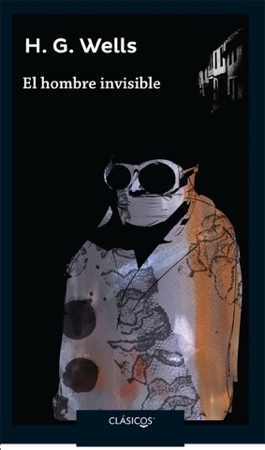 H. G. Wells
El hombre invisible
CLÁSICOS